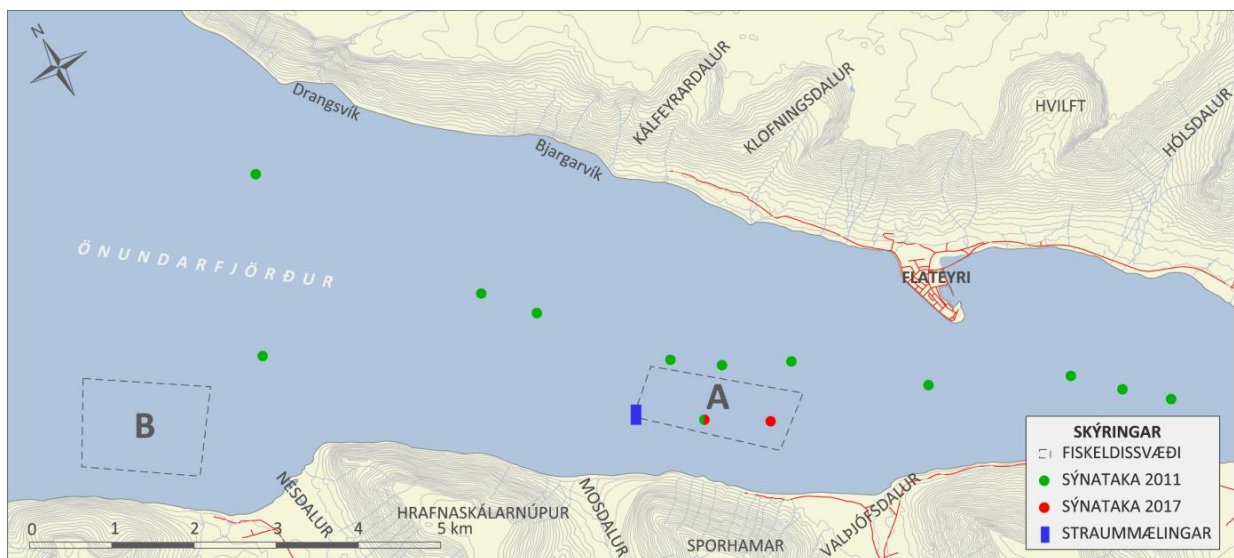 N
Drangsvík
Bjargarvík
KÁLFEYRARDALUR
KLOFNINGSDALUR
HVILFT
HÓLSDALUR
ÖNUNDARFJÖRÐUR
FLATEYRI
A
B
NESDALUR
HRAFNASKÁLARNÚPUR
MOSDALUR
SPORHAMAR
VALÞJÓFSDALUR
0 1 2 3 4 5 km
SKÝRINGAR
FISKELDISSVÆÐI
SÝNATAKA 2011
SÝNATAKA 2017
STRAUMMÆLINGAR